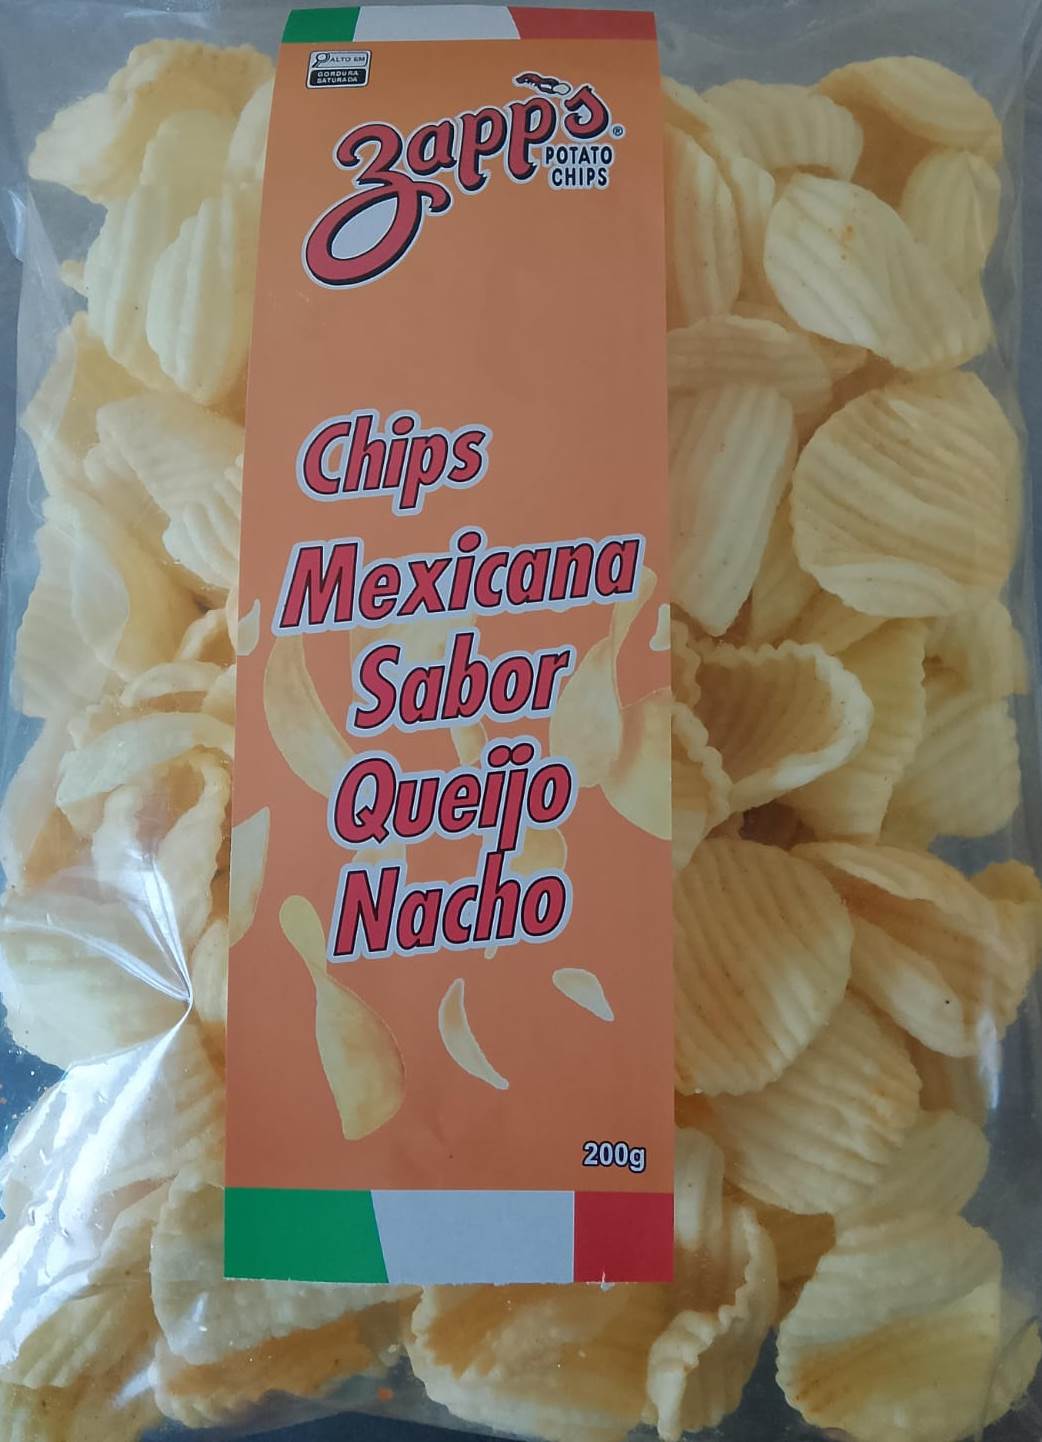 ALTO EM
GORDURA
SATURADA
Zapp's®
POTATO
CHIPS
Chips
Mexicana
Sabor
Queijo
Nacho
200g